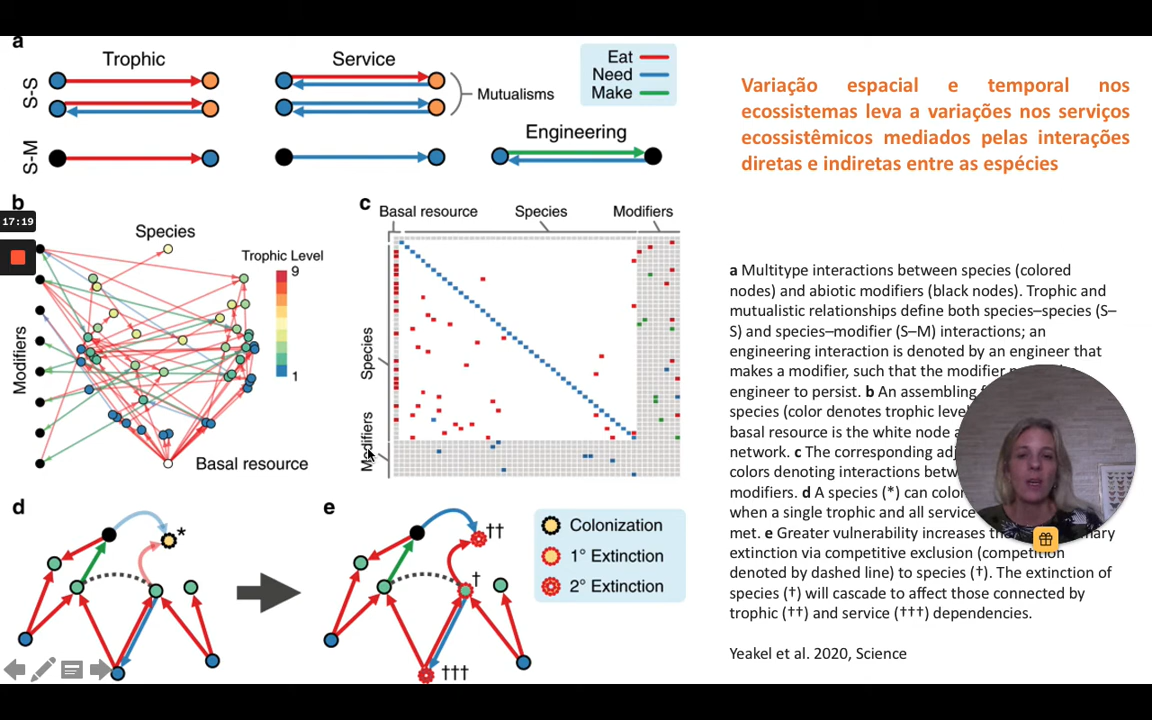 a
Trophic
Service
Eat
Need
Make
S-S
Mutualisms
Engineering
S-M
b
c
17:19
Basal resource
Species
Modifiers
Species
Trophic Level
9
1
Modifiers
Basal resource
Species
Modifiers
d
*
e
††
†
†††
Colonization
1° Extinction
2° Extinction
Variação espacial e temporal nos
ecossistemas leva a variações nos serviços
ecossistêmicos mediados pelas interações
diretas e indiretas entre as espécies
a Multitype interactions between species (colored
nodes) and abiotic modifiers (black nodes). Trophic and
mutualistic relationships define both species–species (S–
S) and species–modifier (S–M) interactions; an
engineering interaction is denoted by an engineer that
makes a modifier, such that the modifier
engineer to persist. b An assembling
species (color denotes trophic
basal resource is the white node
network. c The corresponding
colors denoting interactions
modifiers. d A species (*) can
when a single trophic and all service
met. e Greater vulnerability increases
extinction via competitive exclusion (competition
denoted by dashed line) to species (†). The extinction of
species (†) will cascade to affect those connected by
trophic (††) and service (†††) dependencies.
Yeakel et al. 2020, Science